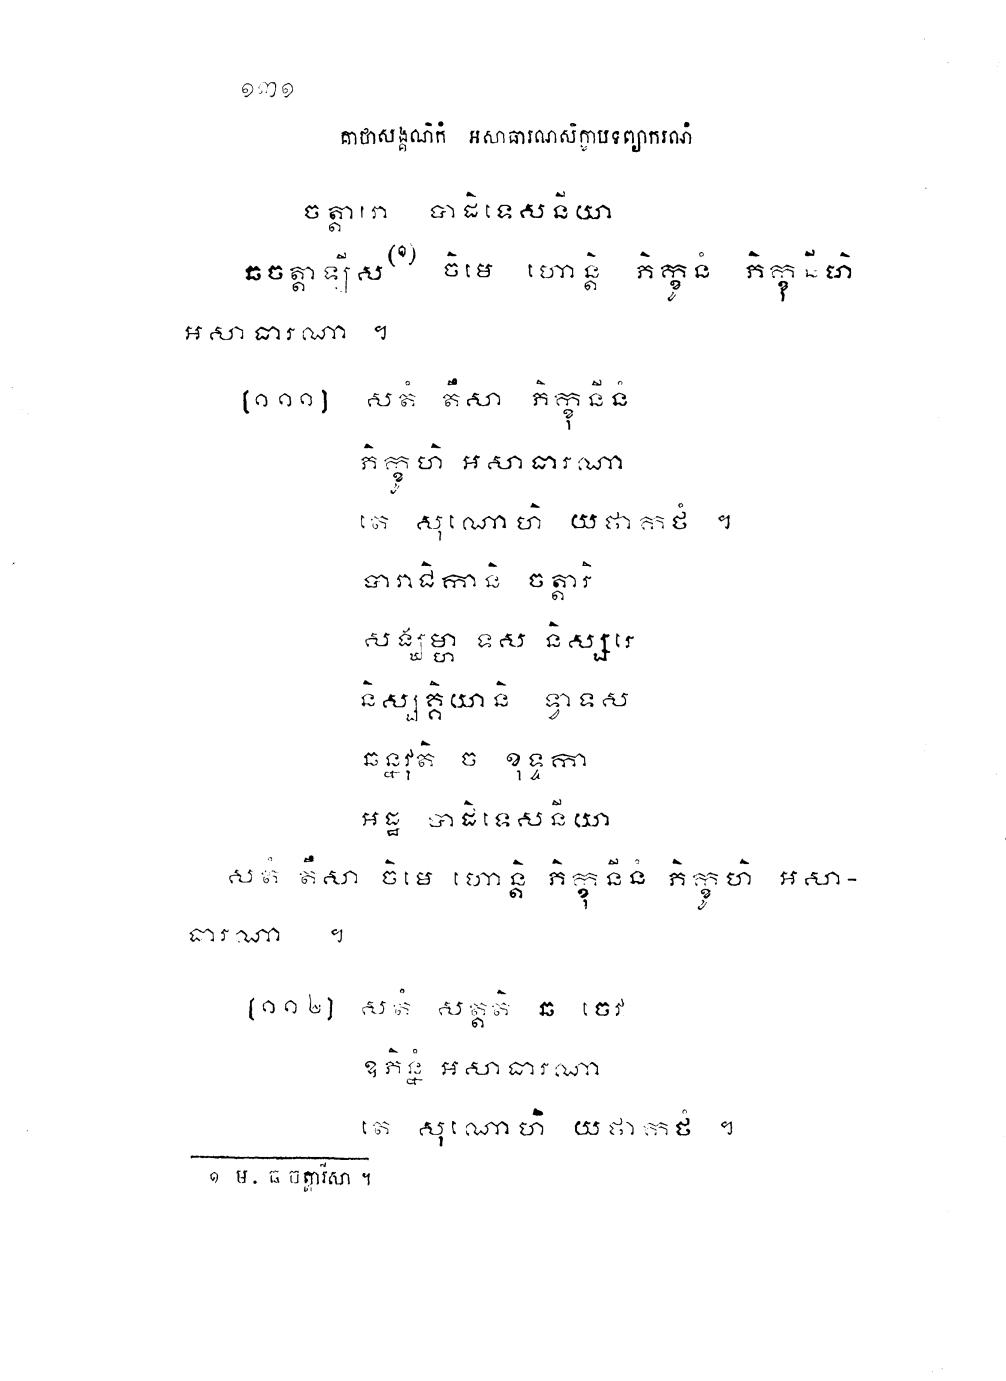 ១៣១
គាថាសង្គណិកំ អសាធារណសិក្ខាបទព្យាករណំ
ចត្តារោ បាដិទេសនីយា
ឆចត្តាឡីស(១) ចិមេ ហោន្តិ ភិក្ខូនំ ភិក្ខុនីហិ
អសាធារណា ។
(១១១) សតំ តឹសា ភិក្ខុនីនំ
ភិក្ខូហិ អសាធារណា
តេ សុណោហិ យថាកថំ ។
បារាជិកានិ ចត្តារិ
សង្ឃម្ហា ទស និស្សរេ
និស្សគ្គិយានិ ទ្វាទស
ឆន្នវុតិ ច ខុទ្ទកា
អដ្ឋ បាដិទេសនីយា
សតំ តឹសា ចិមេ ហោន្តិ ភិក្ខុនីនំ ភិក្ខូហិ អសា-
ធារណា ។
(១១២) សតំ សត្តតិ ឆ ចេវ
ឧភិន្នំ អសាធារណា
តេ សុណោហិ យថាកថំ ។
១ ម. ឆ ចត្តារីសា ។